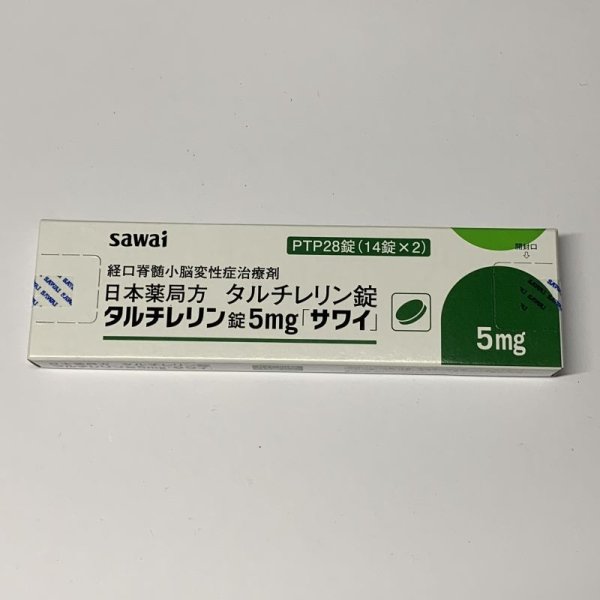 sawai
PTP28錠(14錠×2)
開封口
経口脊髄小脳変性症治療剤
日本薬局方 タルチレリン錠
タルチレリン錠5mg「サワイ」
5mg
SAWAI
SAWAI